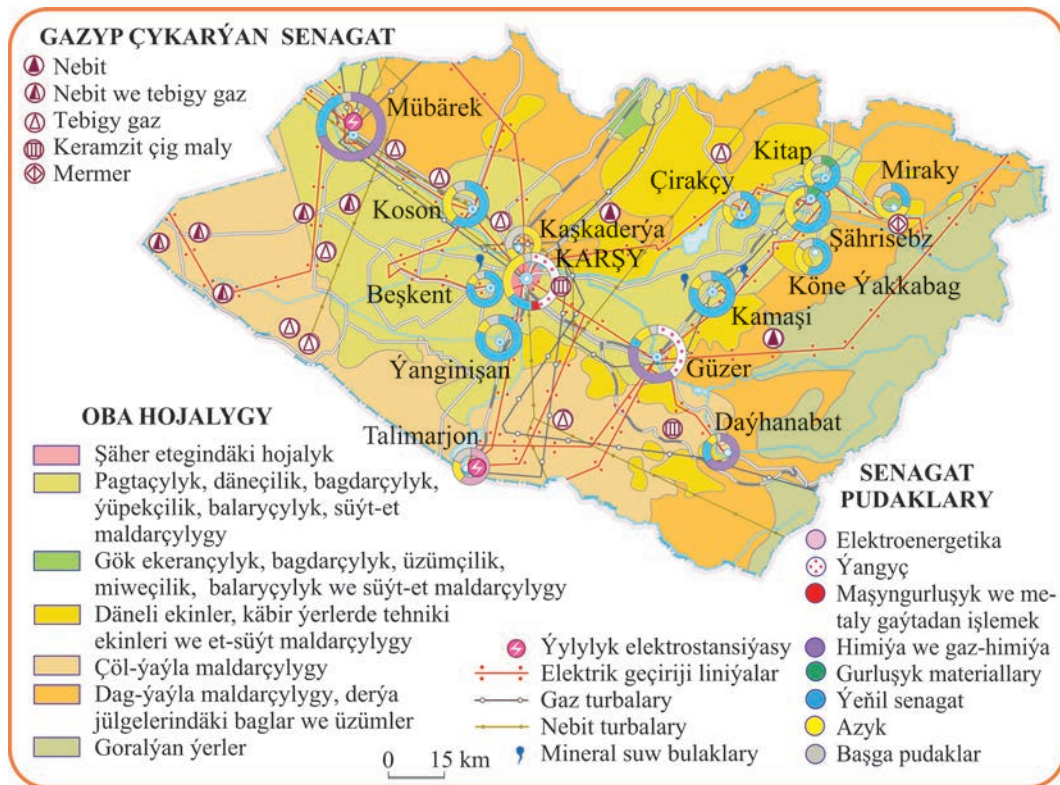 GAZYP ÇYKARÝAN SENAGAT
Nebit
Nebit we tebigy gaz
Tebigy gaz
Keramzit çig maly
Mermer
Mübärek
Koson
Kaşkaderýa
KARŞY
Beşkent
Ýanginişan
Talimarjon
Çirakçy
Kitap
Miraky
Şährisebz
Köne Ýakkabag
Kamaşi
Güzer
Daýhanabat
OBA HOJALYGY
Şäher etegindäki hojalyk
Pagtaçylyk, däneçilik, bagdarçylyk,
ýüpekçilik, balaryçylyk, süýt-et
maldarçylygy
Gök ekerançylyk, bagdarçylyk, üzümçilik,
miweçilik, balaryçylyk we süýt-et maldarçylygy
Däneli ekinler, käbir ýerlerde tehniki
ekinleri we et-süýt maldarçylygy
Çöl-ýaýla maldarçylygy
Dag-ýaýla maldarçylygy, derýa
jülgelerindäki baglar we üzümler
Goralýan ýerler
0 15 km
Ýylylyk elektrostansiýasy
Elektrik geçiriji liniýalar
Gaz turbalary
Nebit turbalary
Mineral suw bulaklary
SENAGAT
PUDAKLARY
Elektroenergetika
Ýangyç
Maşyngurluşyk we me-
taly gaýtadan işlemek
Himiýa we gaz-himiýa
Gurluşyk materiallary
Ýeňil senagat
Azyk
Başga pudaklar